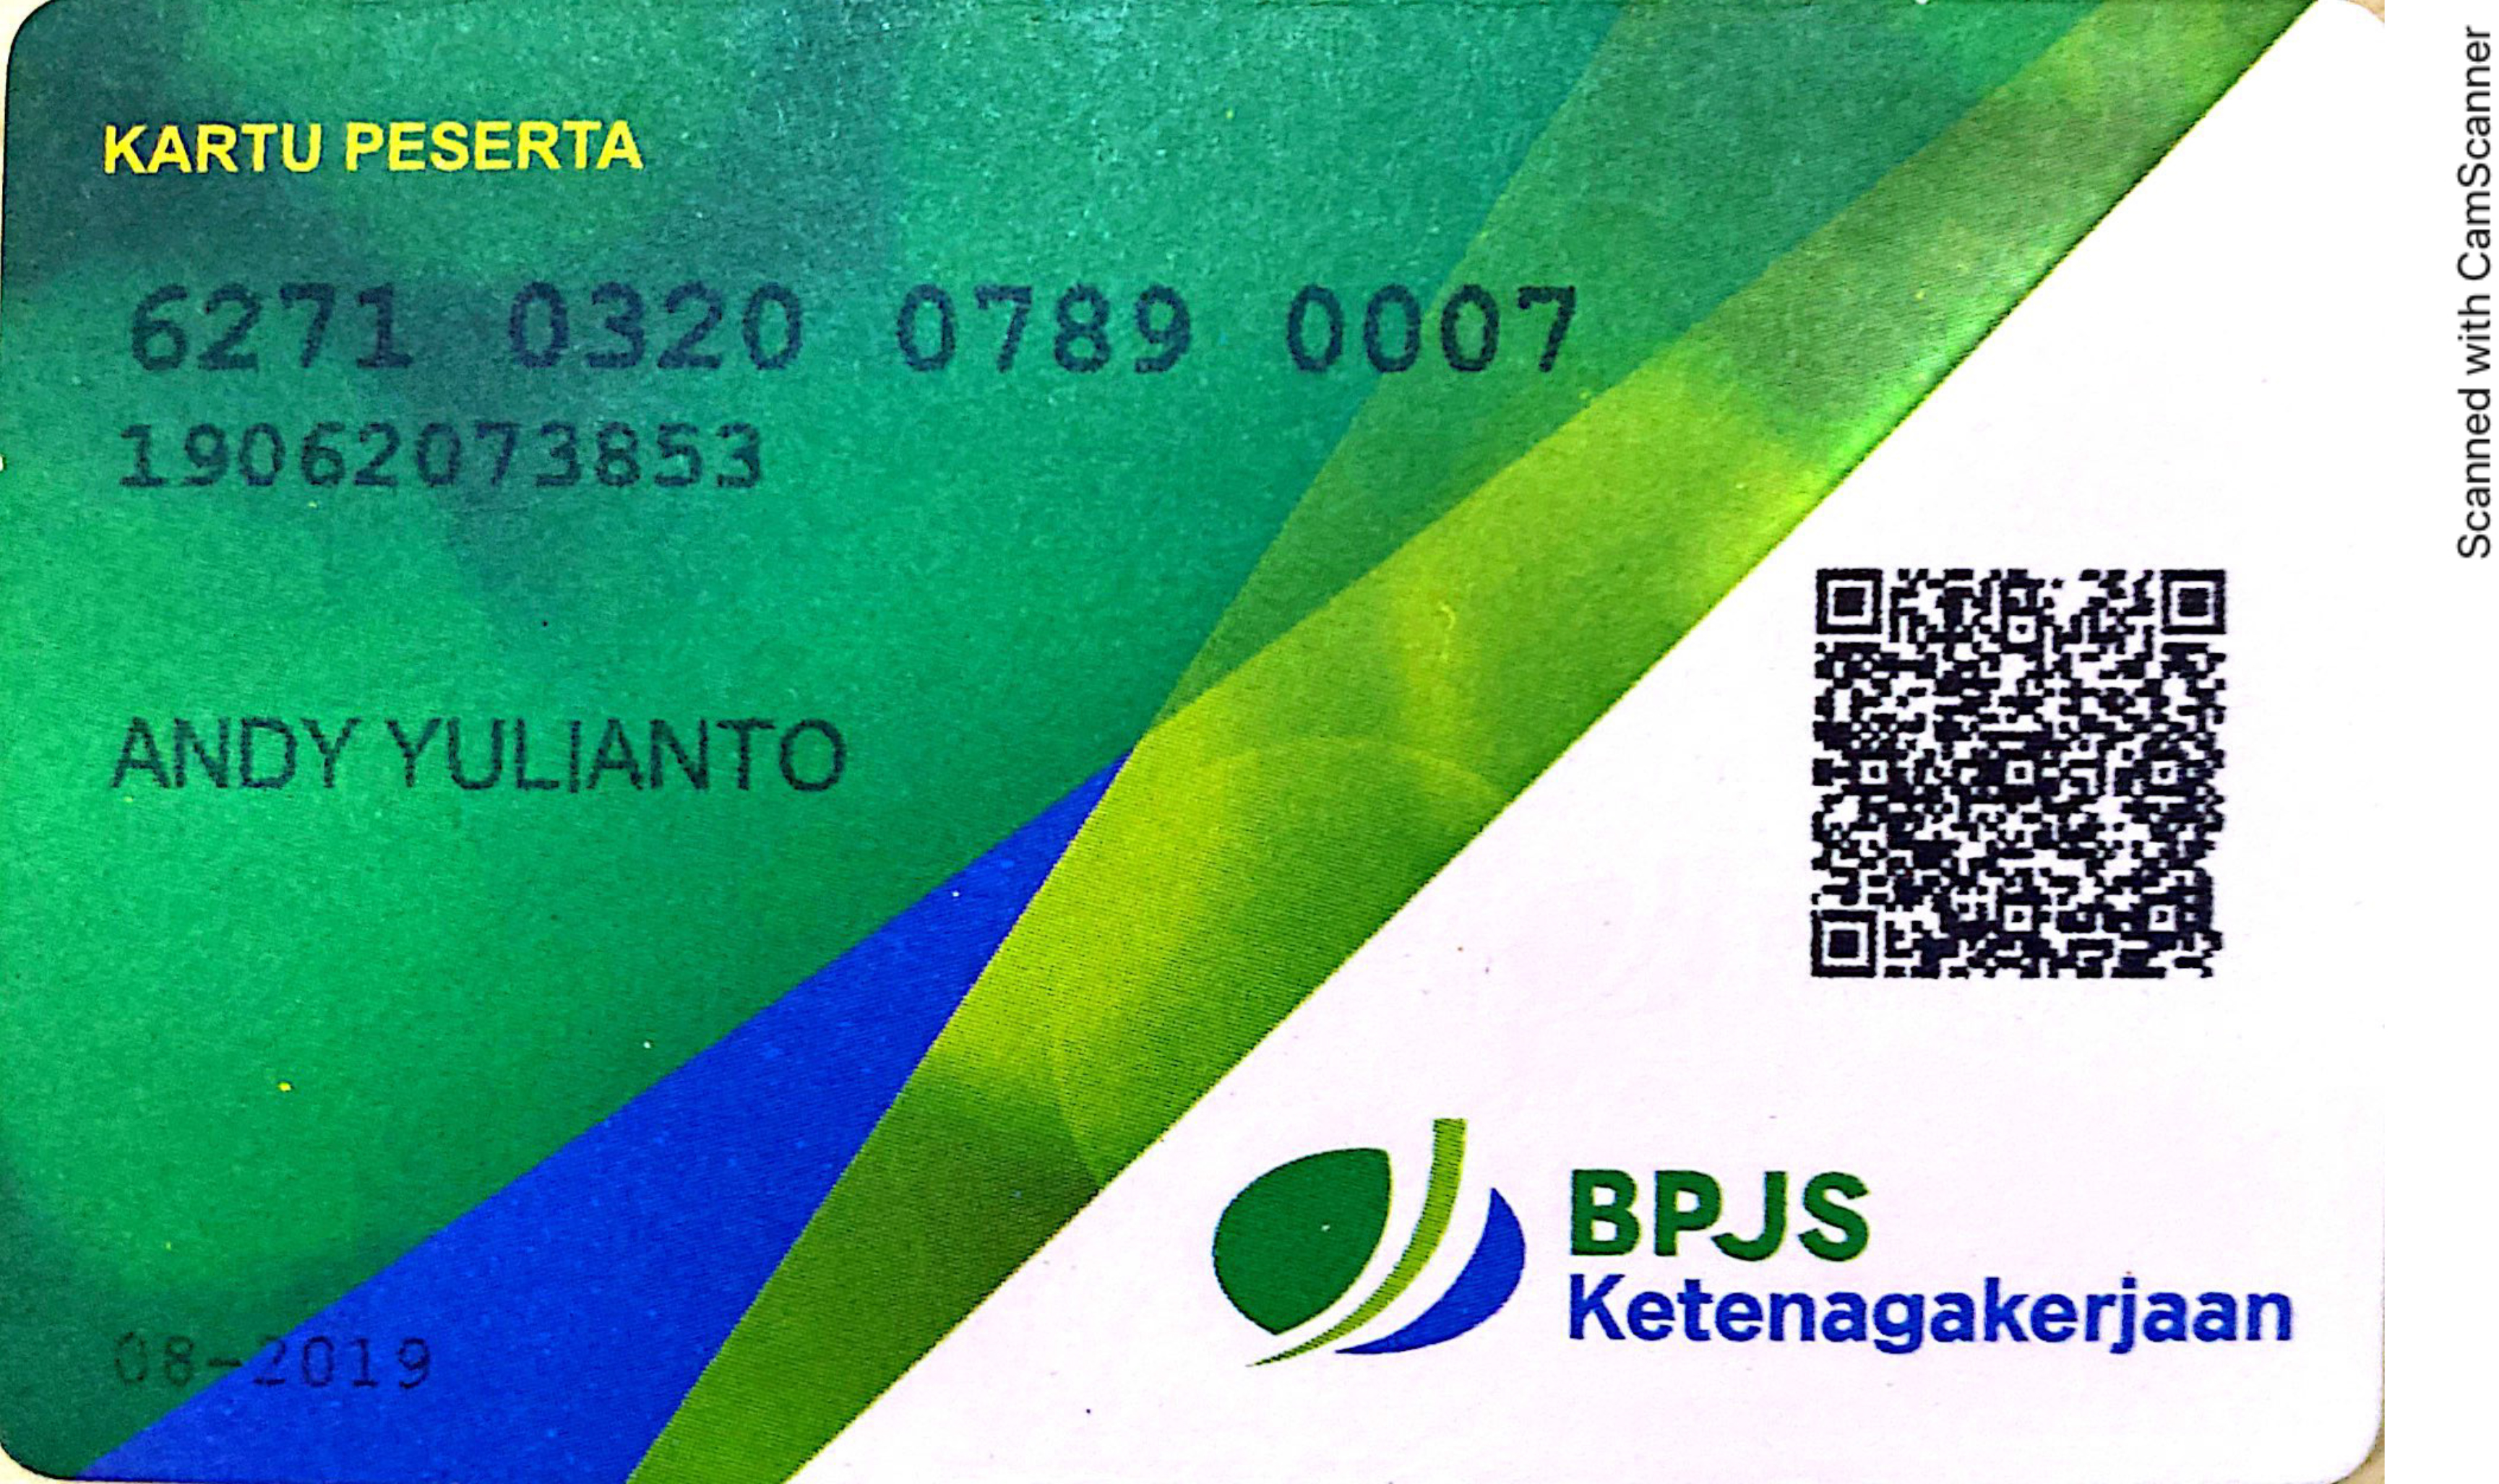 KARTU PESERTA
6271 0320 0789 0007
19062073853
ANDY YULIANTO
08-2019
BPJS
Ketenagakerjaan
Scanned with CamScanner